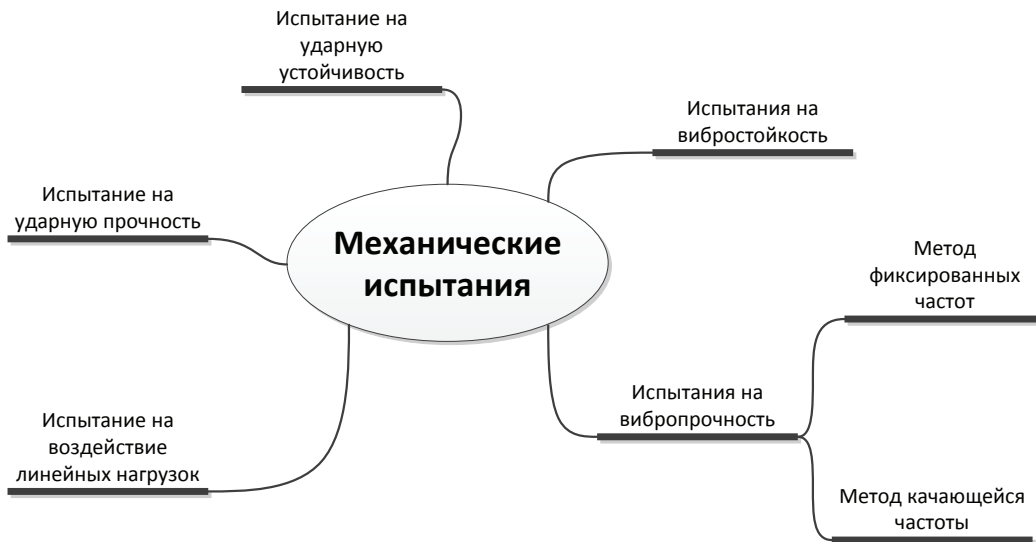 Испытание на
ударную
устойчивость
Испытания на
вибростойкость
Испытание на
ударную прочность
Механические
испытания
Метод
фиксированных
частот
Испытания на
вибропрочность
Испытание на
воздействие
линейных нагрузок
Метод качающейся
частоты